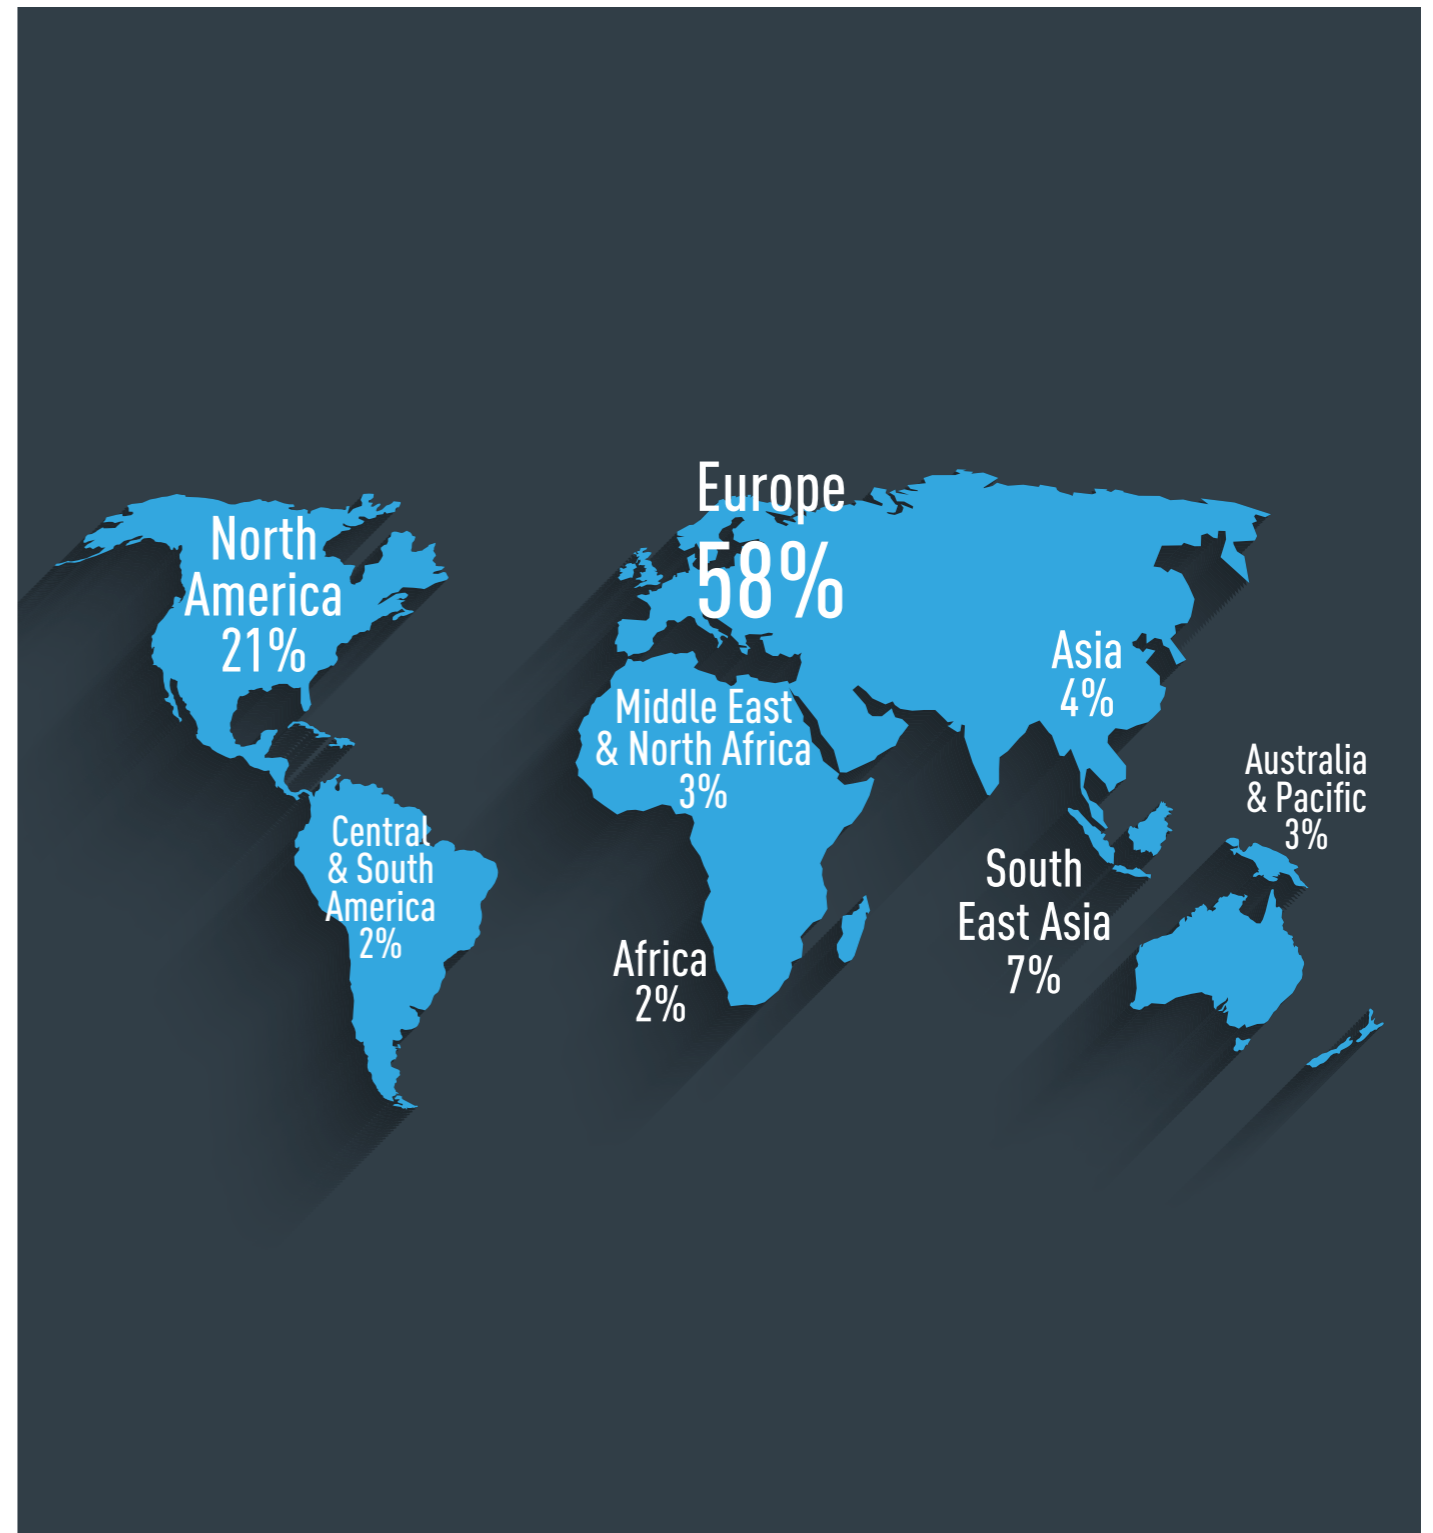 Europe
58%
North
America
21%
Asia
4%
Middle East
& North Africa
3%
Australia
& Pacific
3%
Central
& South
America
2%
South
East Asia
7%
Africa
2%